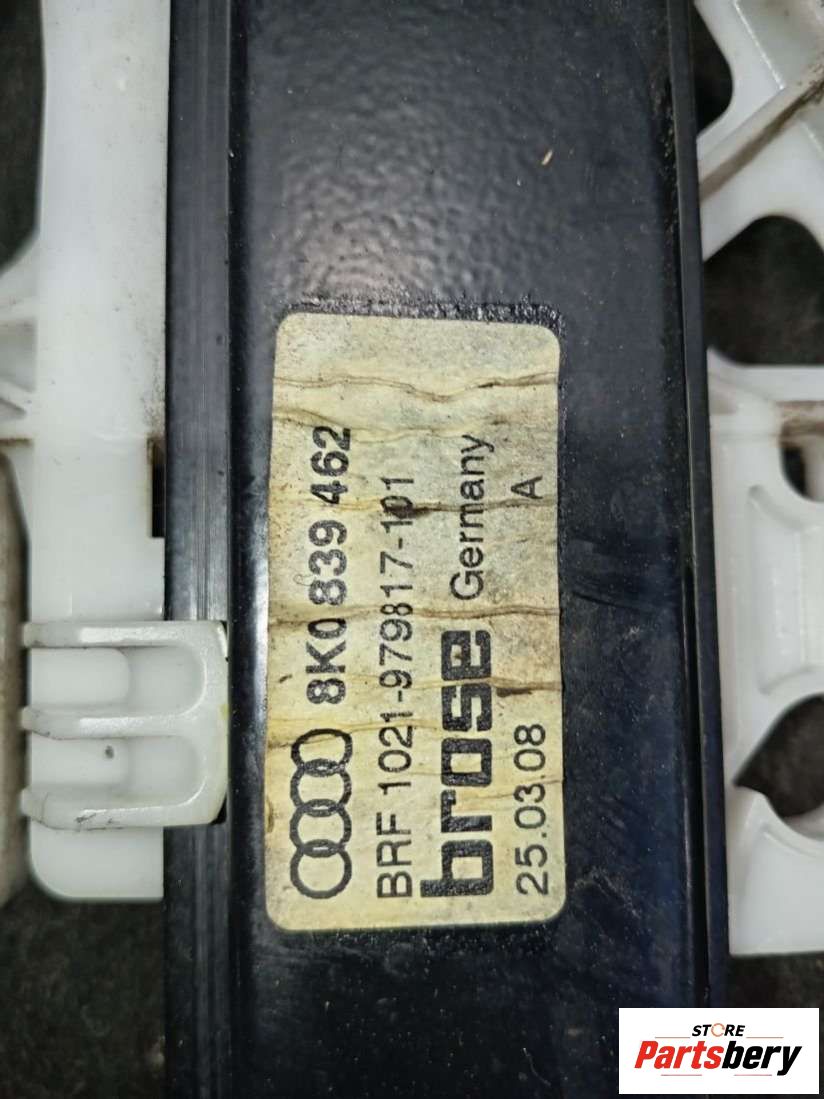 8K0 839 462
BRF 1021-979817-101
brose Germany
25.03.08 A
STORE
Partsbery